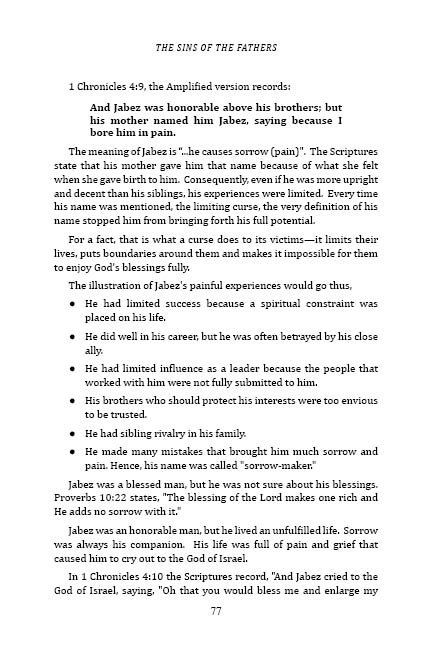 THE SINS OF THE FATHERS
1 Chronicles 4:9, the Amplified version records:
And Jabez was honorable above his brothers; but
his mother named him Jabez, saying because I
bore him in pain.
The meaning of Jabez is "...he causes sorrow (pain)". The Scriptures
state that his mother gave him that name because of what she felt
when she gave birth to him. Consequently, even if he was more upright
and decent than his siblings, his experiences were limited. Every time
his name was mentioned, the limiting curse, the very definition of his
name stopped him from bringing forth his full potential.
For a fact, that is what a curse does to its victims—it limits their
lives, puts boundaries around them and makes it impossible for them
to enjoy God's blessings fully.
The illustration of Jabez's painful experiences would go thus,
● He had limited success because a spiritual constraint was
placed on his life.
● He did well in his career, but he was often betrayed by his close
ally.
● He had limited influence as a leader because the people that
worked with him were not fully submitted to him.
● His brothers who should protect his interests were too envious
to be trusted.
● He had sibling rivalry in his family.
● He made many mistakes that brought him much sorrow and
pain. Hence, his name was called "sorrow-maker."
Jabez was a blessed man, but he was not sure about his blessings.
Proverbs 10:22 states, "The blessing of the Lord makes one rich and
He adds no sorrow with it."
Jabez was an honorable man, but he lived an unfulfilled life. Sorrow
was always his companion. His life was full of pain and grief that
caused him to cry out to the God of Israel.
In 1 Chronicles 4:10 the Scriptures record, "And Jabez cried to the
God of Israel, saying, "Oh that you would bless me and enlarge my
77